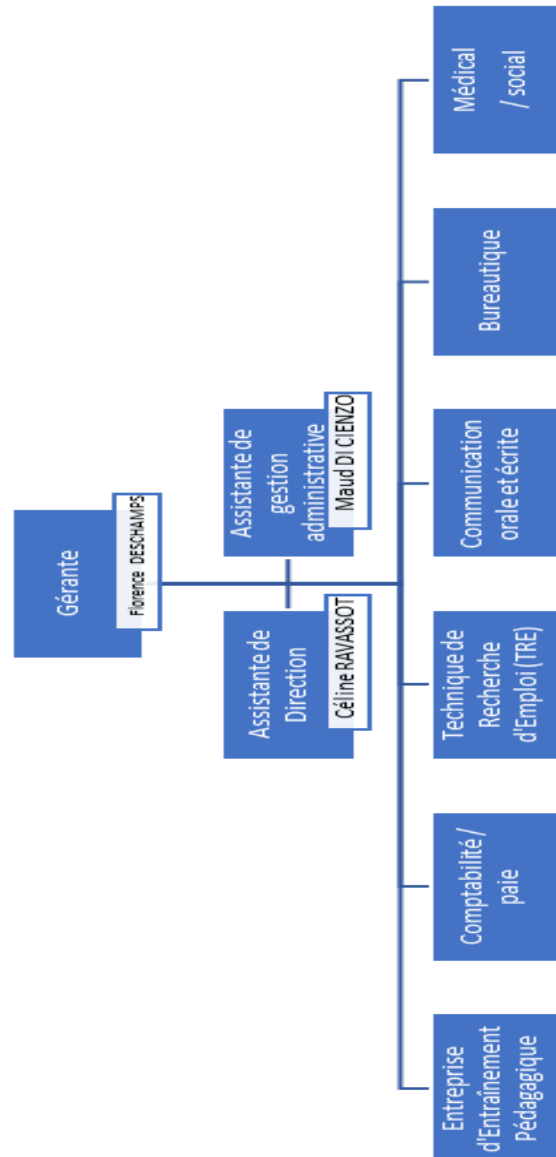 Gérante
Florence DESCHAMPS
Assistante de
Direction
Céline RAVASSOT
Assistante de
gestion
administrative
Maud DI CIENZO
Entreprise
d'Entraînement
Pédagagique
Comptabilité /
paie
Technique de
Recherche
d'Emploi (TRE)
Communication
orale et écrite
Bureautique
Médical
/ social